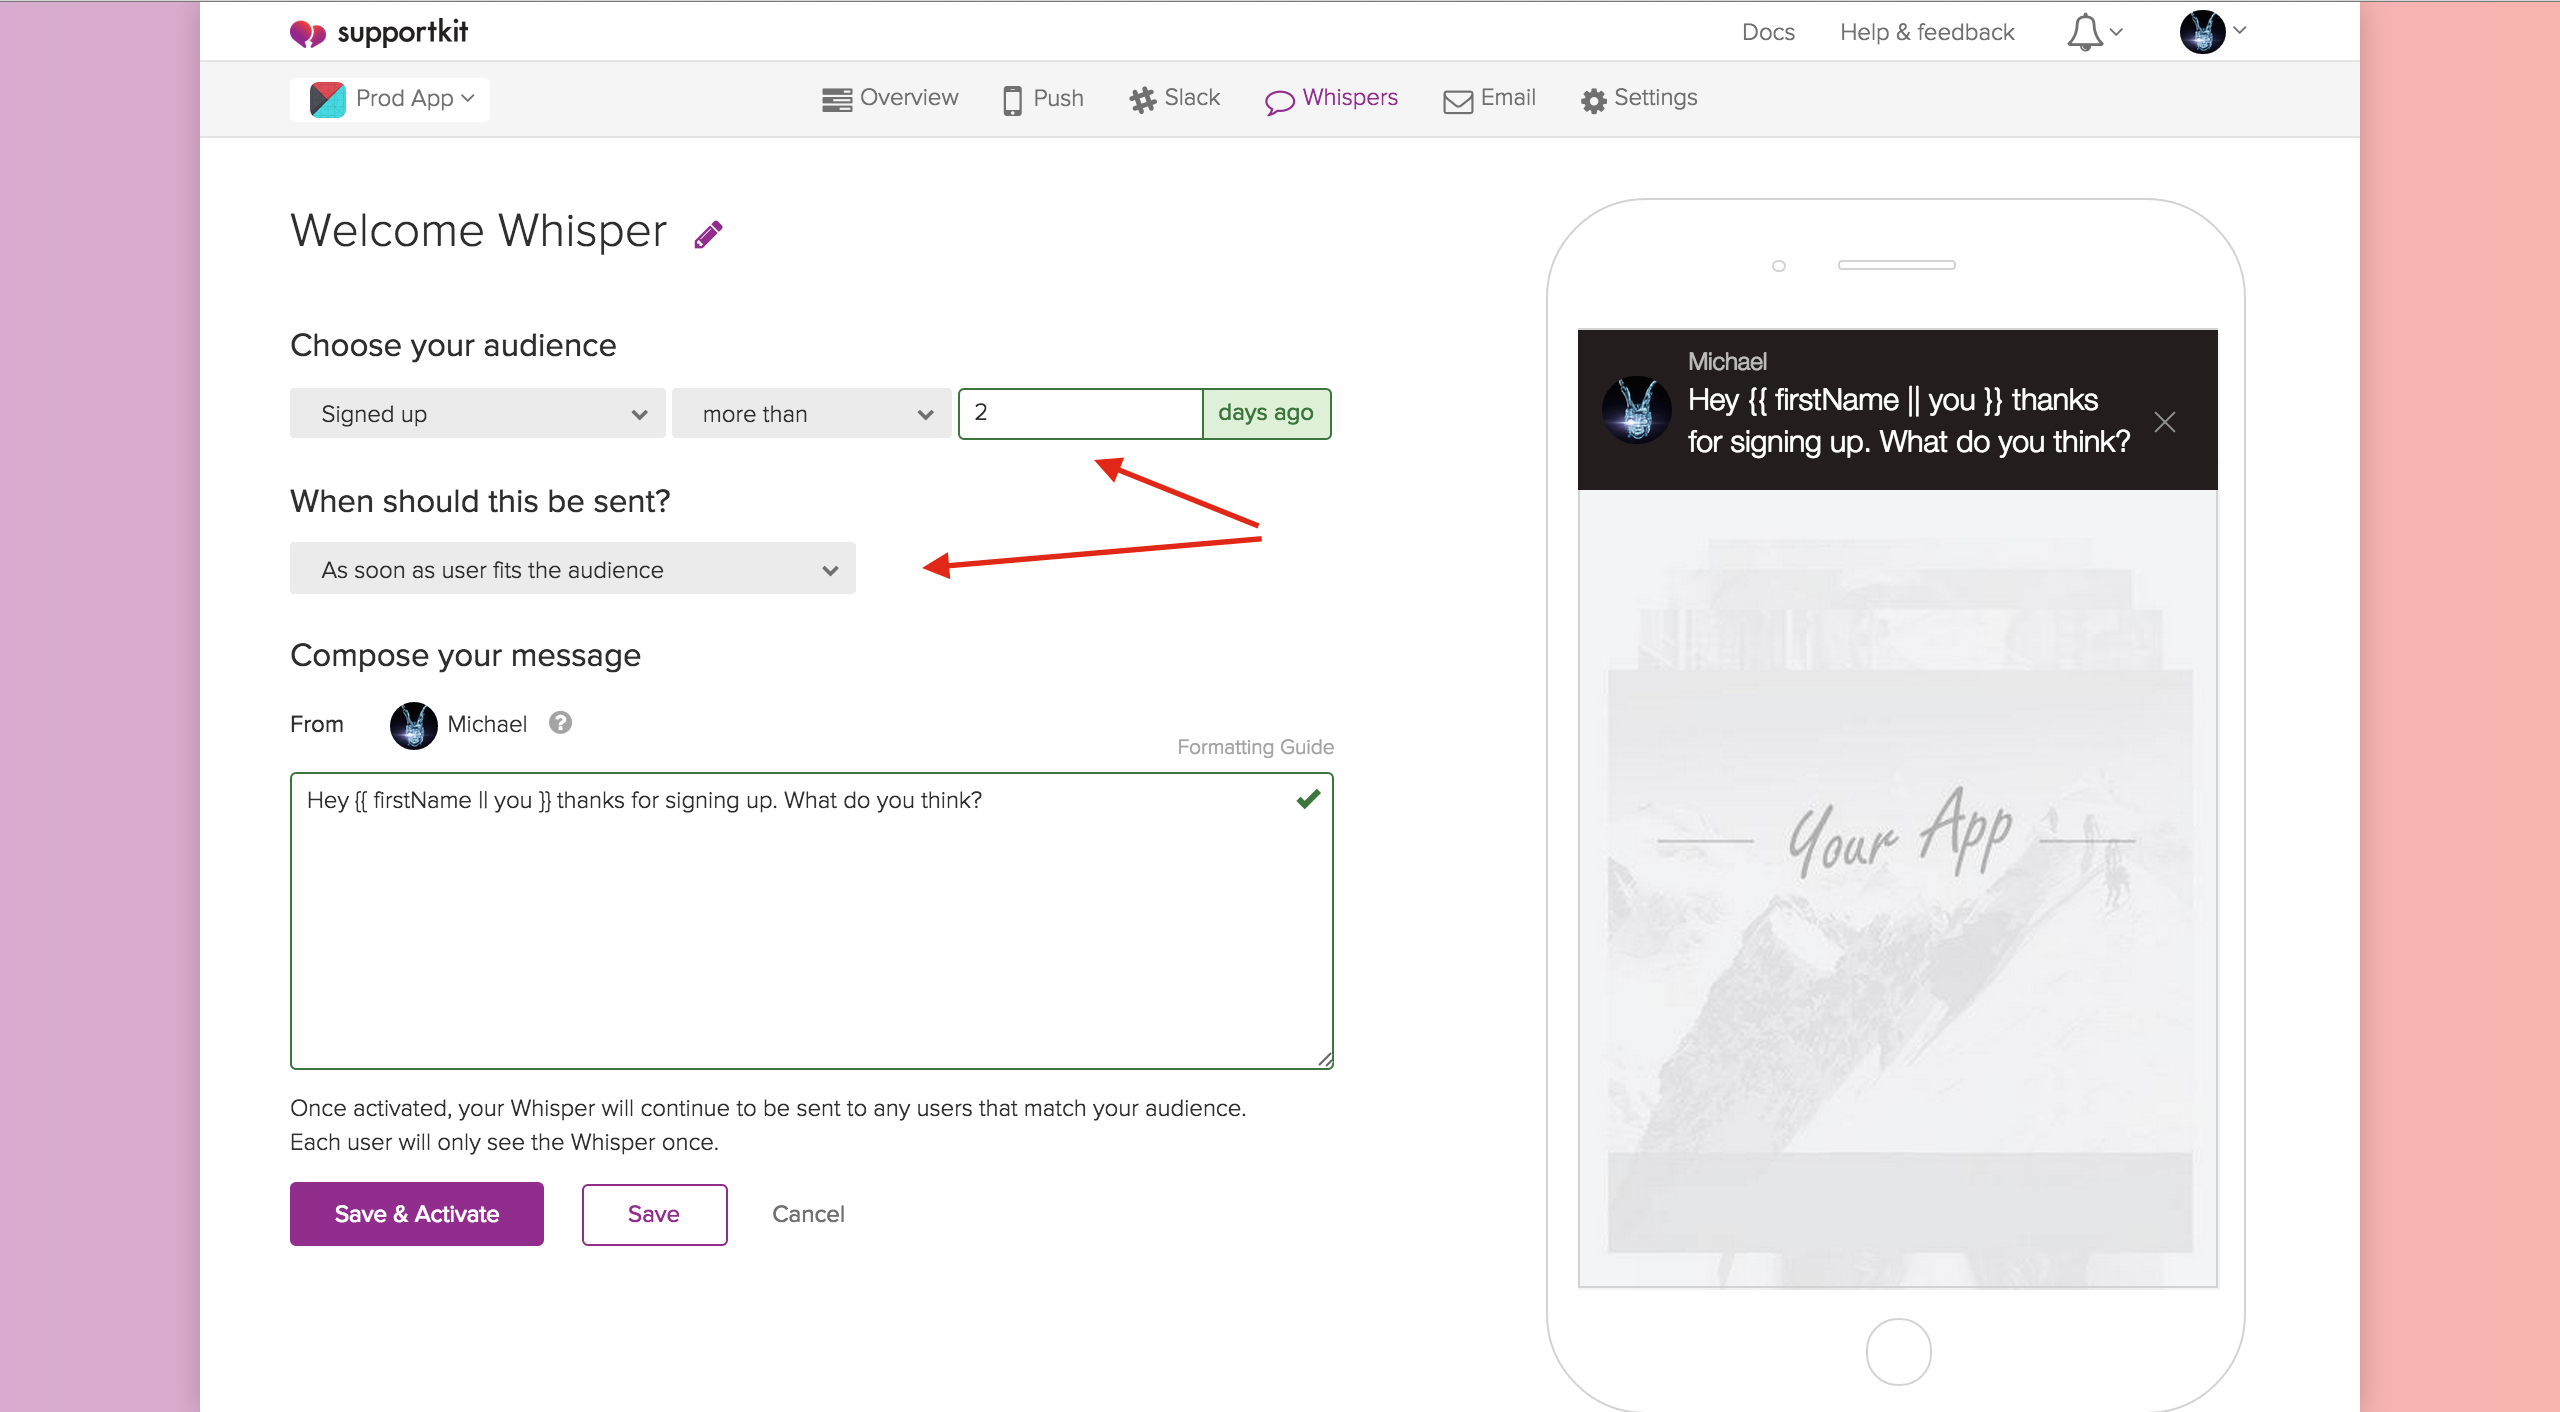 supportkit
Docs
Help & feedback
Prod App
Overview
Push
Slack
Whispers
Email
Settings
Welcome Whisper
Choose your audience
Signed up
more than
2
days ago
When should this be sent?
As soon as user fits the audience
Compose your message
From
Michael
?
Formatting Guide
Hey {{ firstName || you }} thanks for signing up. What do you think?
Once activated, your Whisper will continue to be sent to any users that match your audience.
Each user will only see the Whisper once.
Save & Activate
Save
Cancel
Michael
Hey {{ firstName || you }} thanks
for signing up. What do you think?
Your App